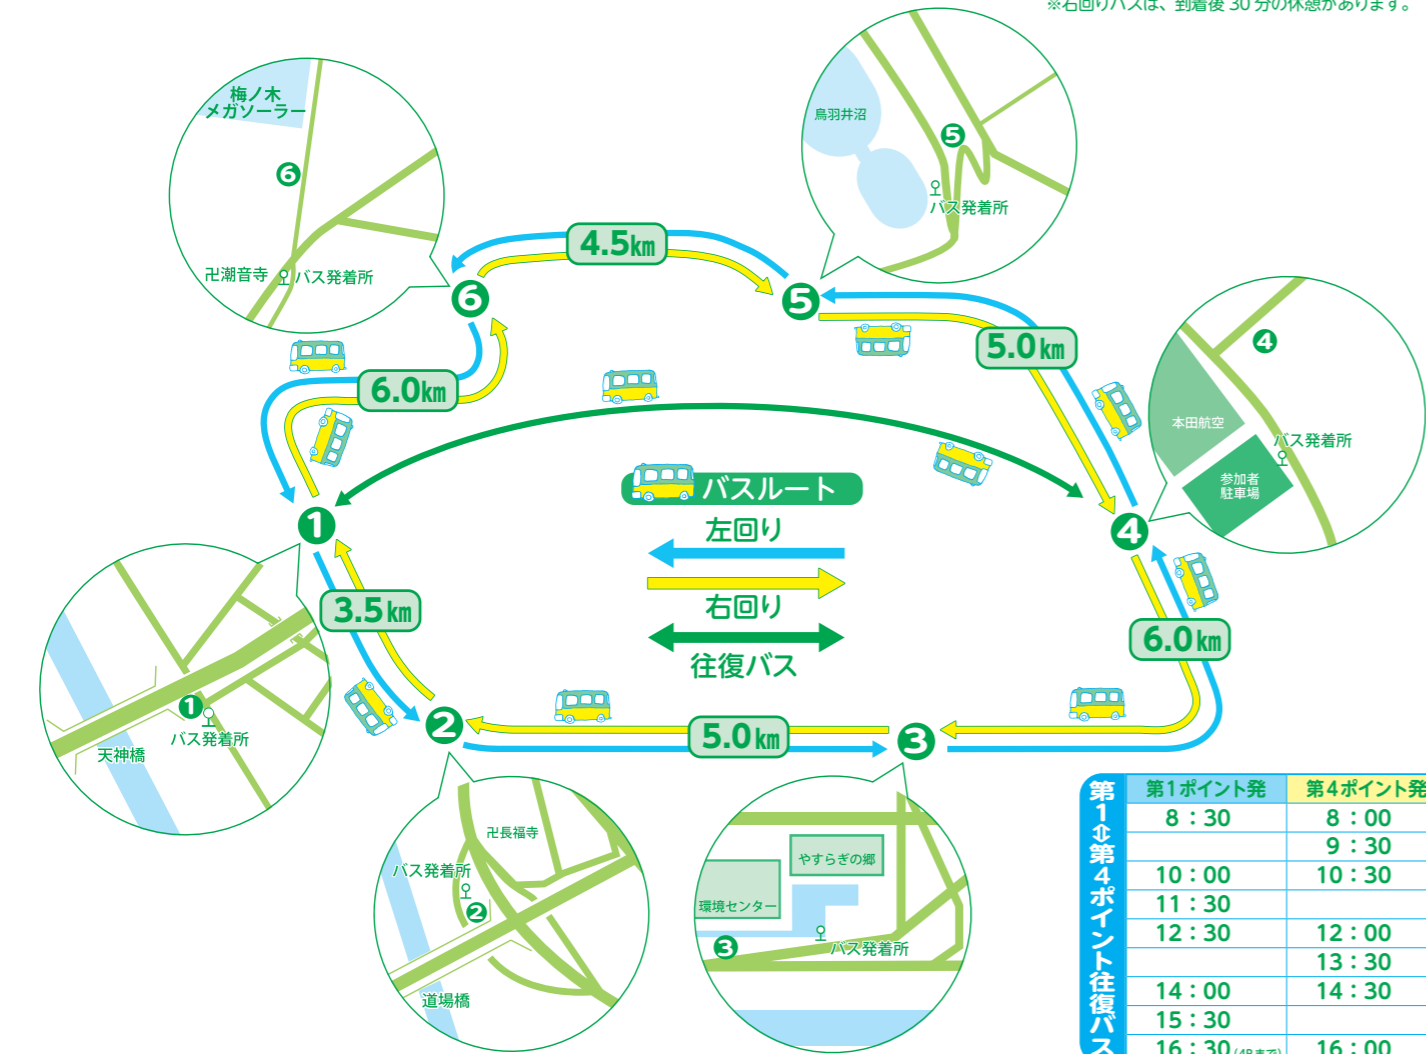 ※右回りバスは、到着後 30 分の休憩があります。
梅ノ木
メガソーラー
6
卍潮音寺
バス発着所
鳥羽井沼
5
バス発着所
4.5km
6
5
5.0km
6.0km
4
本田航空
バス発着所
参加者
駐車場
バスルート
左回り
右回り
往復バス
1
4
3.5km
6.0km
1
バス発着所
天神橋
2
5.0km
3
卍長福寺
バス発着所
2
道場橋
やすらぎの郷
環境センター
3
バス発着所
第1⇕第4ポイント往復バス
第1ポイント発 第4ポイント発
8：30 8：00
9：30
10：00 10：30
11：30
12：30 12：00
13：30
14：00 14：30
15：30
16：30(4Pまで) 16：00